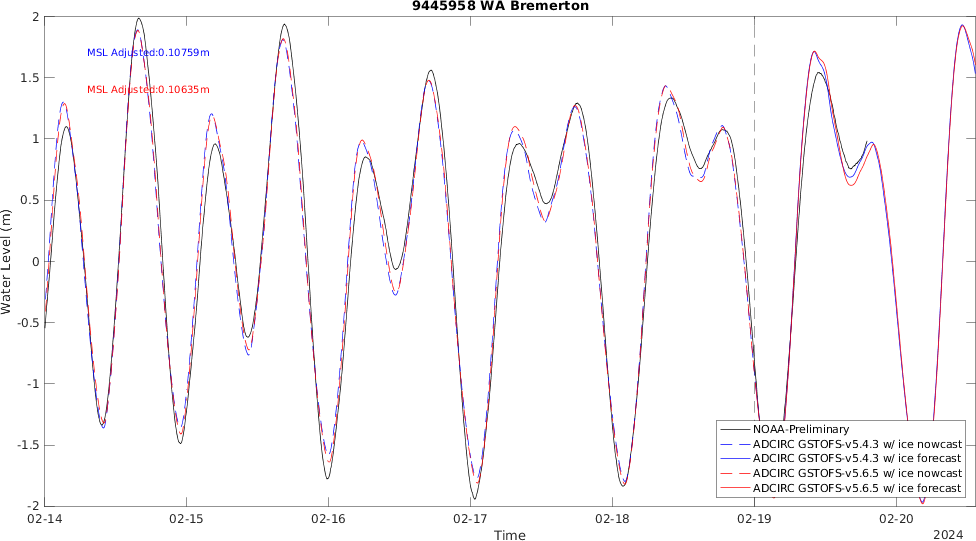 9445958 WA Bremerton
MSL Adjusted:0.10759m
MSL Adjusted:0.10635m
2
1.5
1
0.5
0
-0.5
-1
-1.5
-2
Water Level (m)
NOAA-Preliminary
ADCIRC GSTOFS-v5.4.3 w/ ice nowcast
ADCIRC GSTOFS-v5.4.3 w/ ice forecast
ADCIRC GSTOFS-v5.6.5 w/ ice nowcast
ADCIRC GSTOFS-v5.6.5 w/ ice forecast
02-14 02-15 02-16 02-17 02-18 02-19 02-20
Time
2024